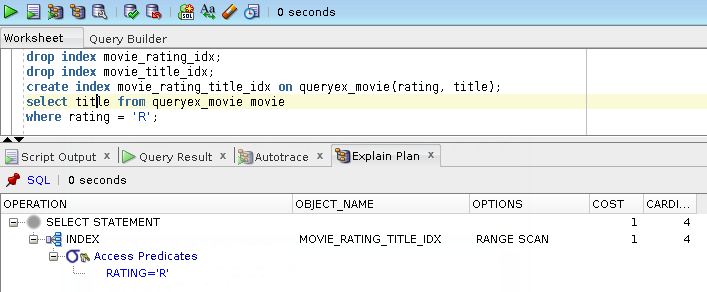 0 seconds
Worksheet Query Builder
drop index movie_rating_idx;
drop index movie_title_idx;
create index movie_rating_title_idx on queryex_movie(rating, title);
select title from queryex_movie movie
where rating = 'R';
Script Output x Query Result x Autotrace x Explain Plan x
SQL | 0 seconds
OPERATION OBJECT_NAME OPTIONS COST CARDI...
SELECT STATEMENT 1 4
INDEX MOVIE_RATING_TITLE_IDX RANGE SCAN 1 4
Access Predicates
RATING='R'